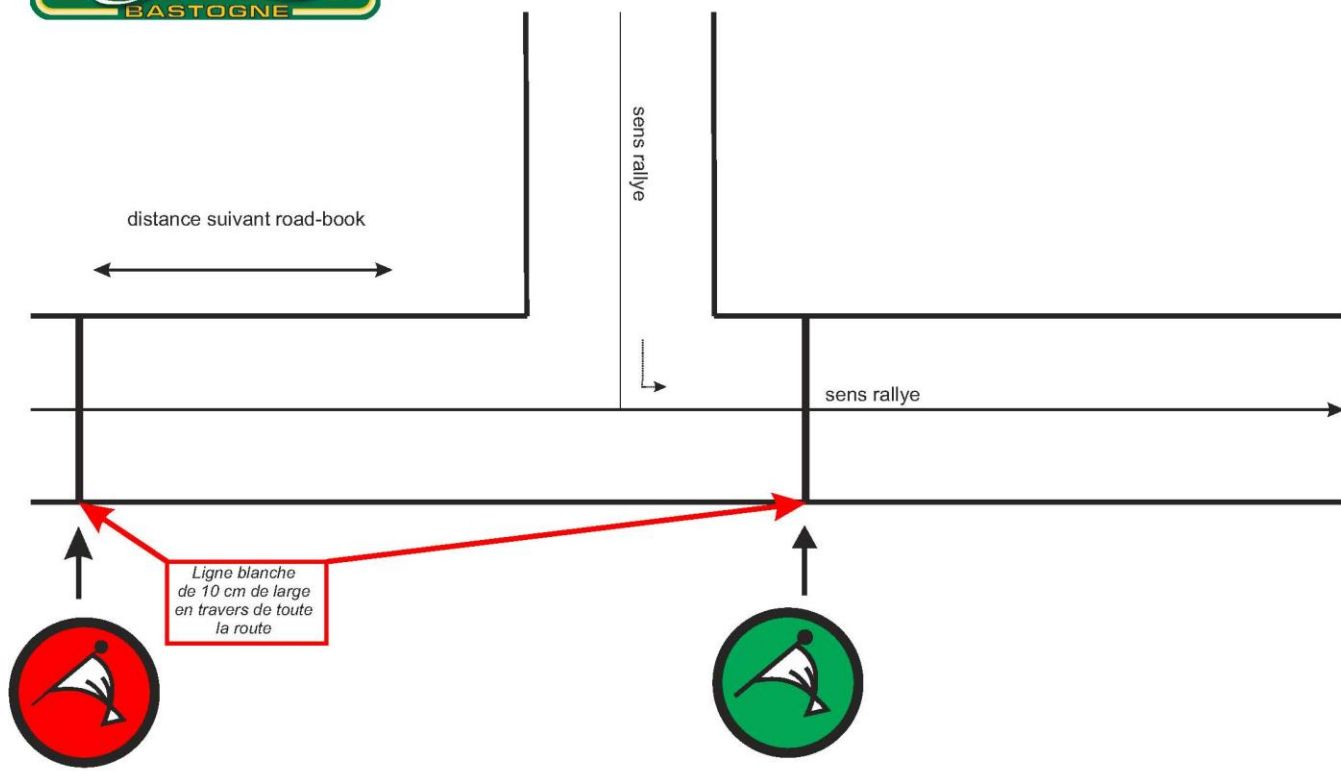 BASTOGNE
sens rallye
distance suivant road-book
sens rallye
Ligne blanche
de 10 cm de large
en travers de toute
la route